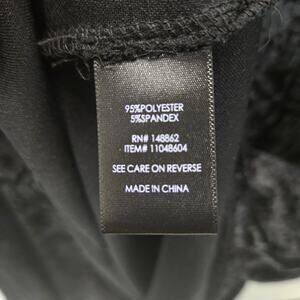 95%POLYESTER
5%SPANDEX
RN# 148862
ITEM# 11048604
SEE CARE ON REVERSE
MADE IN CHINA